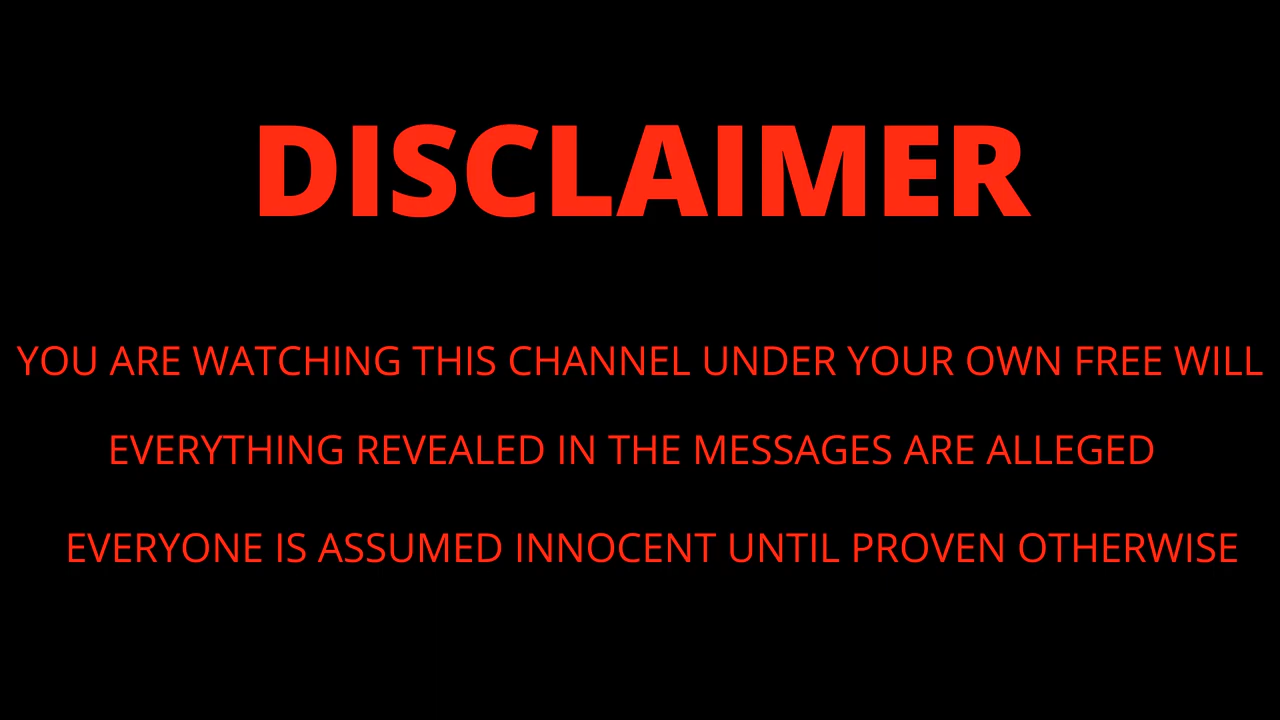 DISCLAIMER
YOU ARE WATCHING THIS CHANNEL UNDER YOUR OWN FREE WILL
EVERYTHING REVEALED IN THE MESSAGES ARE ALLEGED
EVERYONE IS ASSUMED INNOCENT UNTIL PROVEN OTHERWISE